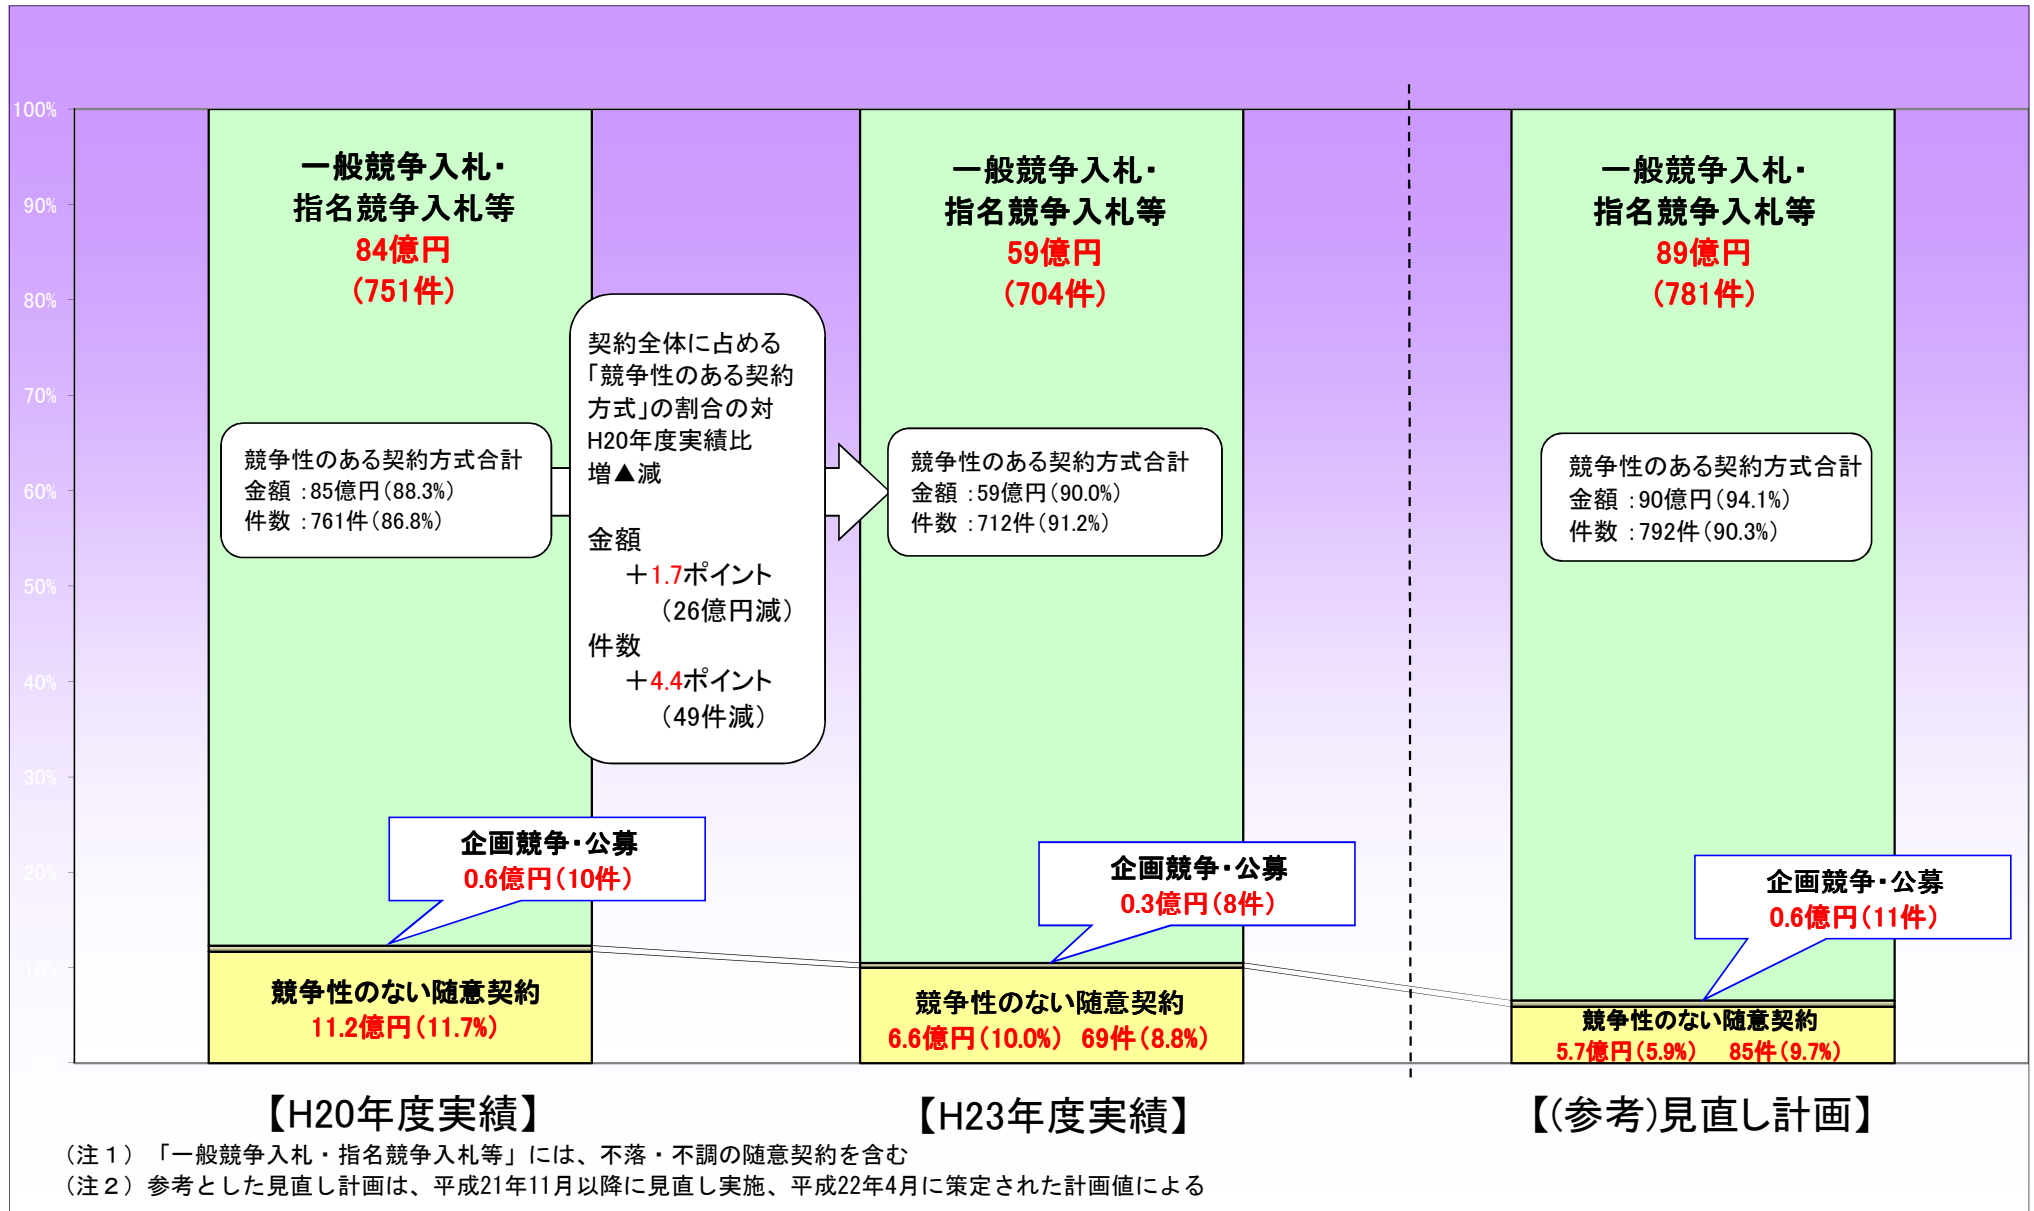 100%
90%
80%
70%
60%
50%
40%
30%
20%
10%
一般競争入札・
指名競争入札等
84億円
(751件)
競争性のある契約方式合計
金額：85億円(88.3%)
件数：761件(86.8%)
企画競争・公募
0.6億円(10件)
競争性のない随意契約
11.2億円(11.7%)
【H20年度実績】
契約全体に占める
「競争性のある契約
方式」の割合の対
H20年度実績比
増▲減
金額
＋1.7ポイント
(26億円減)
件数
＋4.4ポイント
(49件減)
一般競争入札・
指名競争入札等
59億円
(704件)
競争性のある契約方式合計
金額：59億円(90.0%)
件数：712件(91.2%)
企画競争・公募
0.3億円(8件)
競争性のない随意契約
6.6億円(10.0%) 69件(8.8%)
【H23年度実績】
一般競争入札・
指名競争入札等
89億円
(781件)
競争性のある契約方式合計
金額：90億円(94.1%)
件数：792件(90.3%)
企画競争・公募
0.6億円(11件)
競争性のない随意契約
5.7億円(5.9%) 85件(9.7%)
【(参考)見直し計画】
(注１) 「一般競争入札・指名競争入札等」には、不落・不調の随意契約を含む
(注２) 参考とした見直し計画は、平成21年11月以降に見直し実施、平成22年4月に策定された計画値による